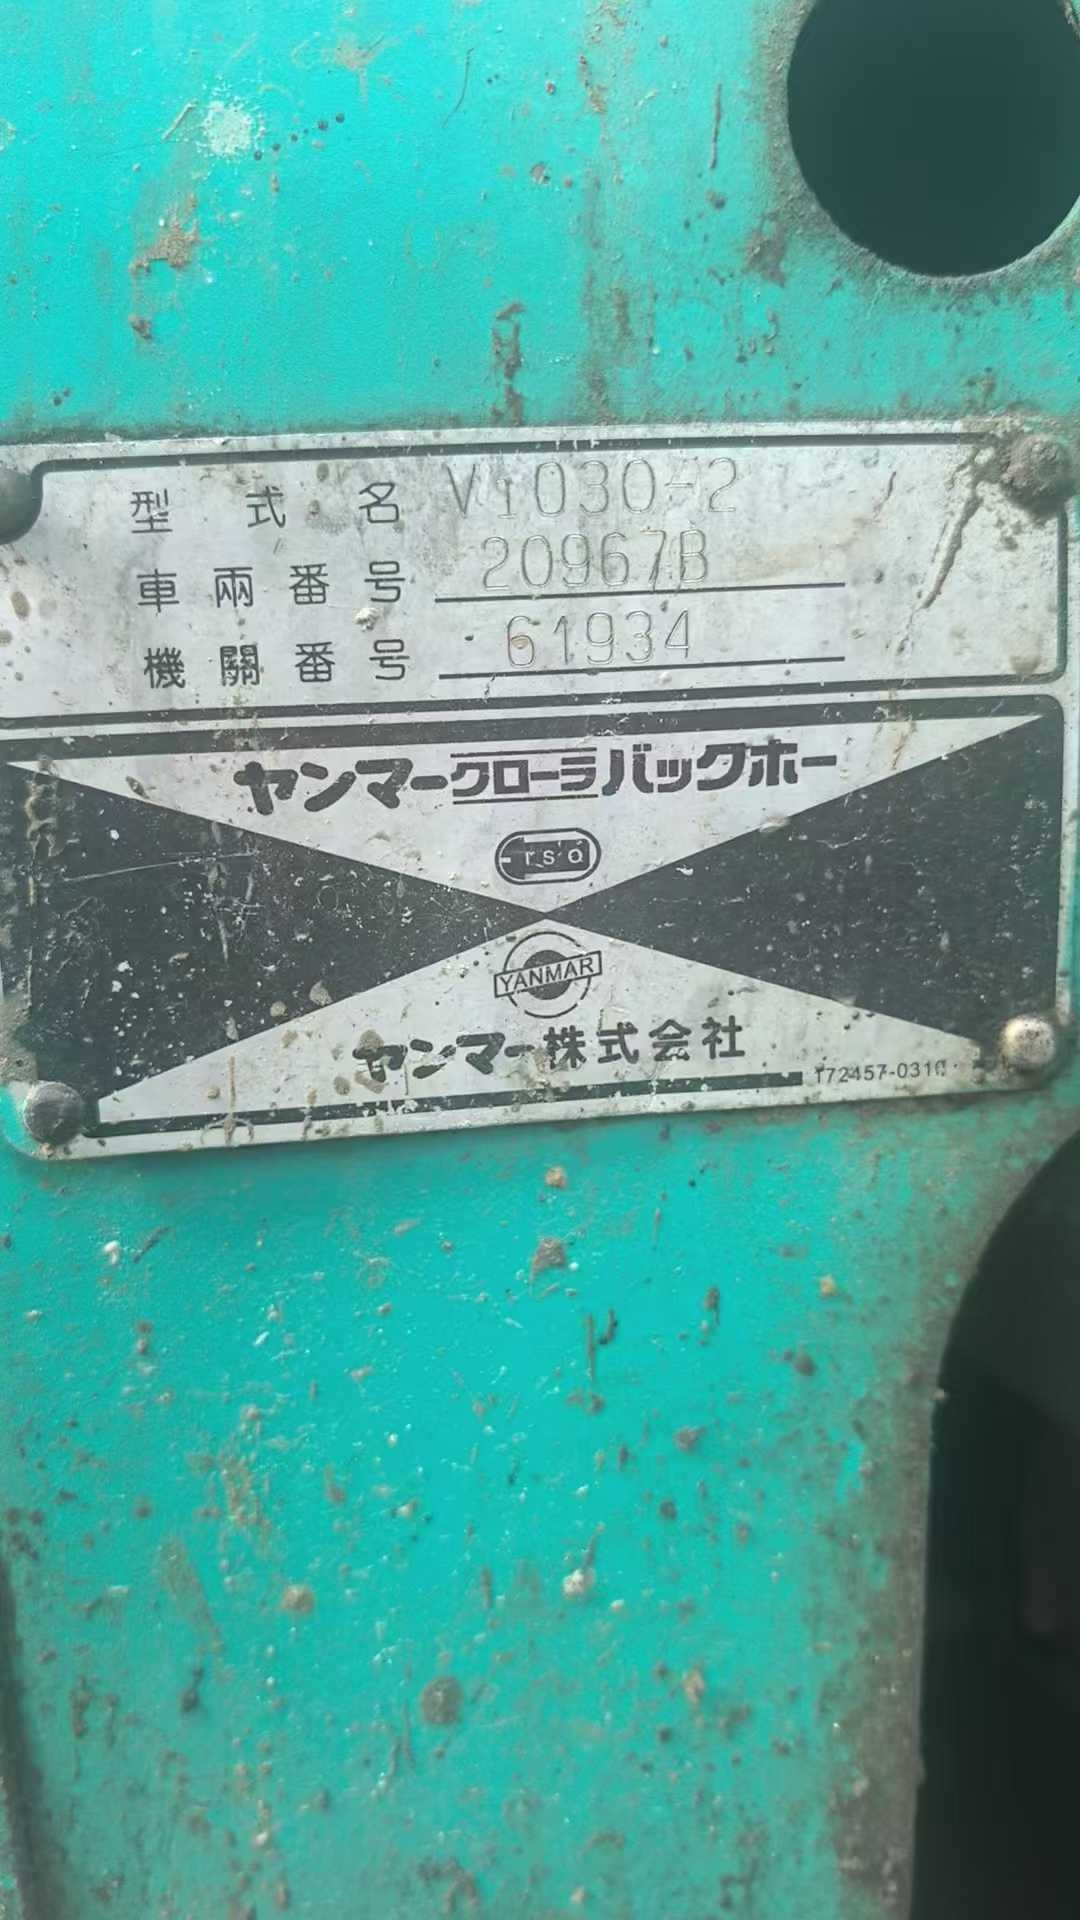 型式名 Vi030-2
車兩番号 20967B
機關番号 61934
ヤンマークローラバックホー
ISO
YANMAR
ヤンマー株式会社
172457-0310